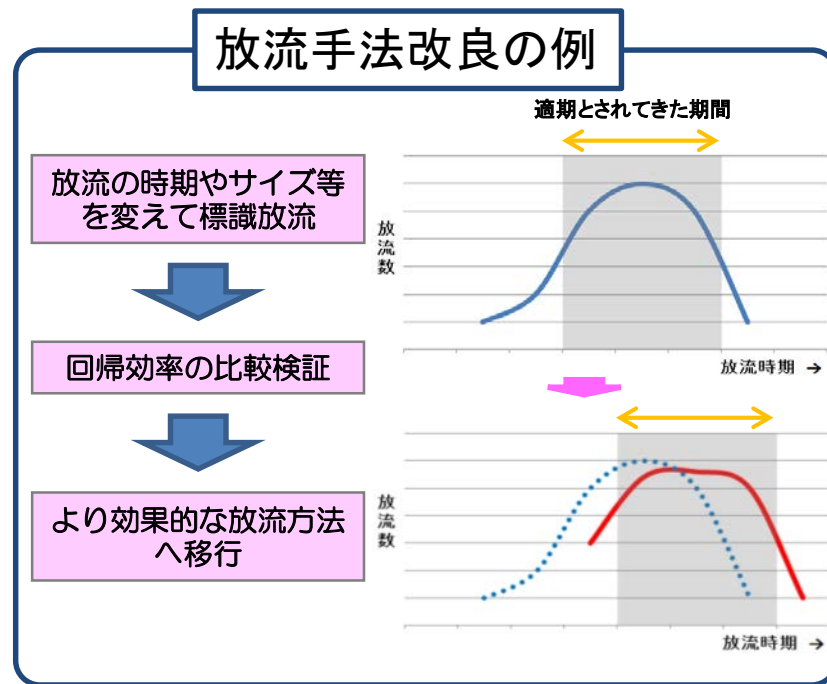 放流手法改良の例
放流の時期やサイズ等
を変えて標識放流
回帰効率の比較検証
より効果的な放流方法
へ移行
適期とされてきた期間
放流数
放流時期 →
放流数
放流時期 →